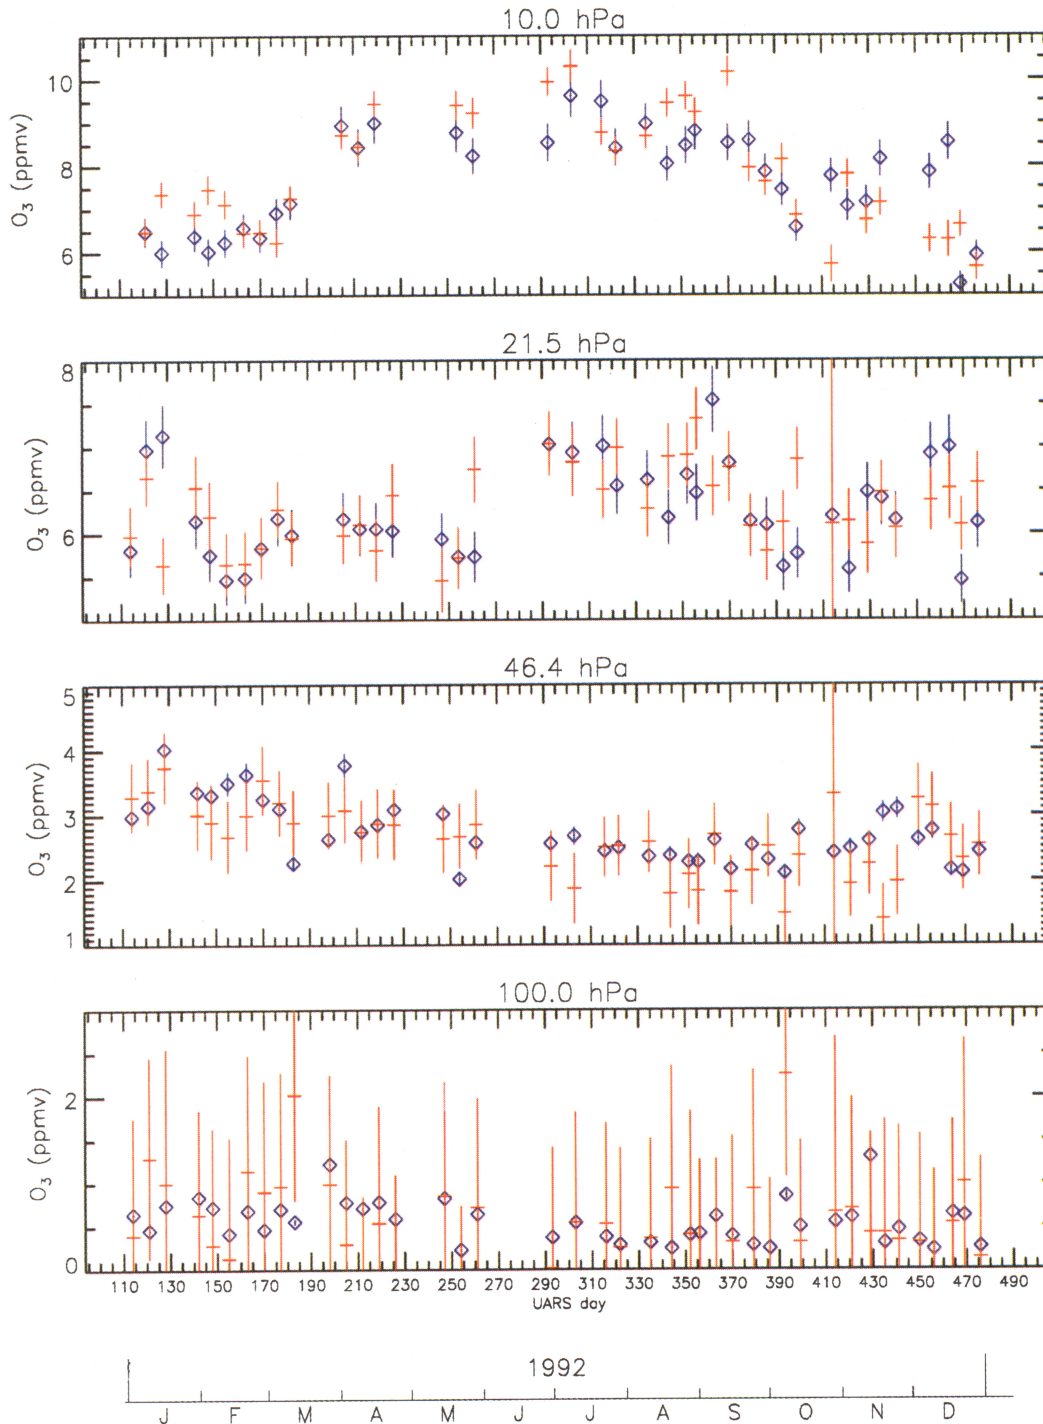 10.0 hPa
10
8
6
O3 (ppmv)
21.5 hPa
8
6
O3 (ppmv)
46.4 hPa
5
4
3
2
1
O3 (ppmv)
100.0 hPa
2
0
O3 (ppmv)
110 130 150 170 190 210 230 250 270 290 310 330 350 370 390 410 430 450 470 490
UARS day
1992
J F M A M J J A S O N D